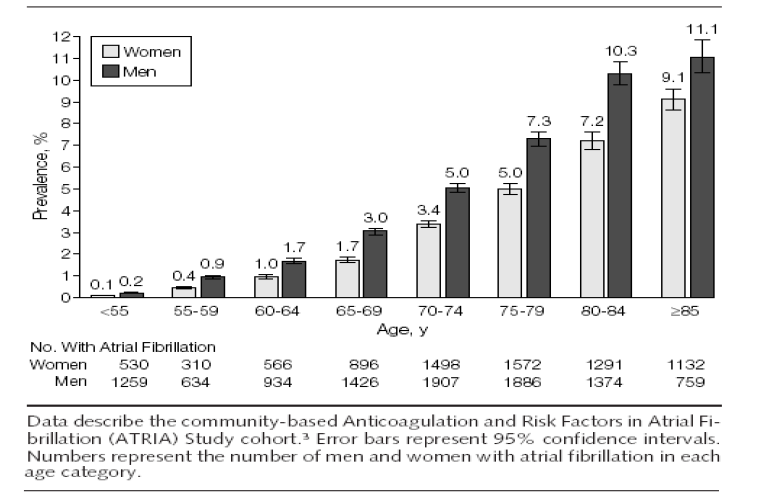 Women
Men
Prevalence, %
12
11
10
9
8
7
6
5
4
3
2
1
0
0.1 0.2
0.4 0.9
1.0 1.7
1.7 3.0
3.4 5.0
5.0 7.3
7.2 10.3
9.1 11.1
<55 55-59 60-64 65-69 70-74 75-79 80-84 ≥85
Age, y
No. With Atrial Fibrillation
Women 530 310 566 896 1498 1572 1291 1132
Men 1259 634 934 1426 1907 1886 1374 759
Data describe the community-based Anticoagulation and Risk Factors in Atrial Fi-
brillation (ATRIA) Study cohort.³ Error bars represent 95% confidence intervals.
Numbers represent the number of men and women with atrial fibrillation in each
age category.